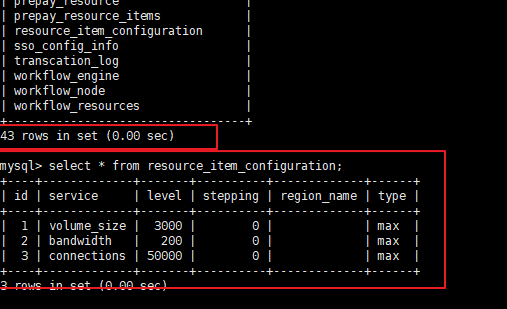 | prepay_resource |
| prepay_resource_items |
| resource_item_configuration |
| sso_config_info |
| transcation_log |
| workflow_engine |
| workflow_node |
| workflow_resources |
+---------------------------------+
43 rows in set (0.00 sec)
mysql> select * from resource_item_configuration;
+----+-------------+-------+----------+-------------+------+
| id | service | level | stepping | region_name | type |
+----+-------------+-------+----------+-------------+------+
| 1 | volume_size | 3000 | 0 | | max |
| 2 | bandwidth | 200 | 0 | | max |
| 3 | connections | 50000 | 0 | | max |
+----+-------------+-------+----------+-------------+------+
3 rows in set (0.00 sec)